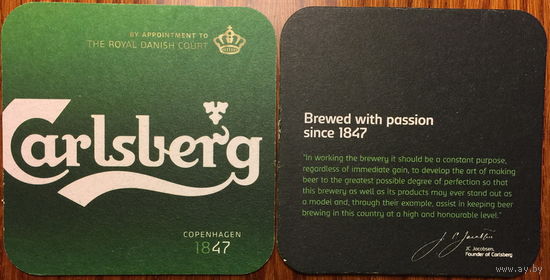 BY APPOINTMENT TO
THE ROYAL DANISH COURT
Carlsberg
COPENHAGEN
1847
Brewed with passion
since 1847
"In working the brewery it should be a constant purpose,
regardless of immediate gain, to develop the art of making
beer to the greatest possible degree of perfection so that
this brewery as well as its products may ever stand out as
a model and, through their example, assist in keeping beer
brewing in this country at a high and honourable level."
J. C. Jacobsen
JC Jacobsen,
Founder of Carlsberg
www.ay.by